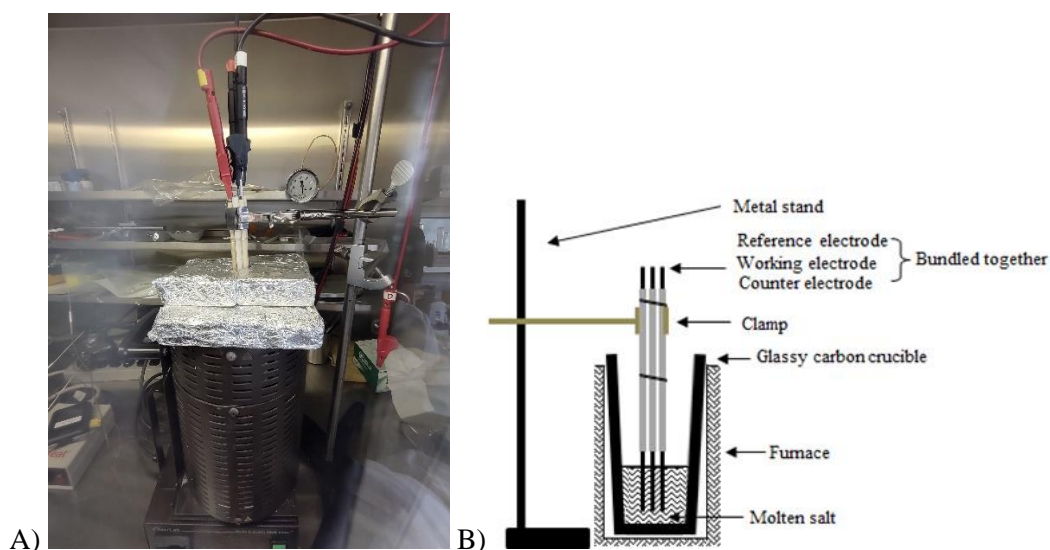 A)
B)
Metal stand
Reference electrode
Working electrode
Counter electrode
Bundled together
Clamp
Glassy carbon crucible
Furnace
Molten salt